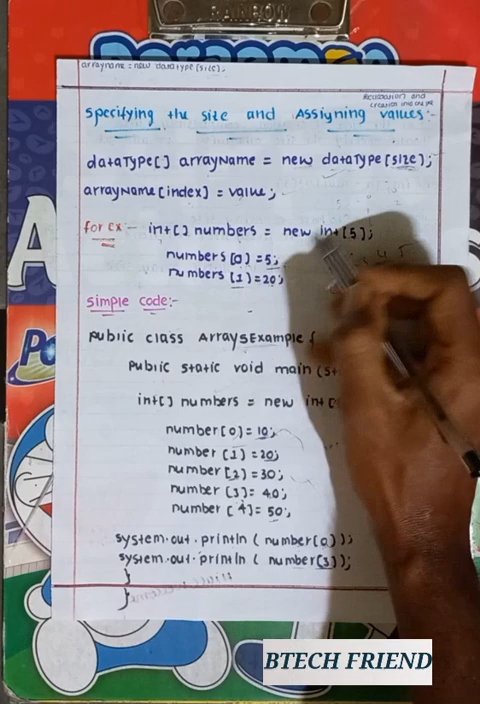 RAINBOW
arrayname = new datatype [size];
Declaration and
creation in one line
specifying the size and Assigning values:-
dataType[] arrayName = new dataType[size];
arrayName[index] = value;
for ex - int[] numbers = new int[5];
numbers[0] = 5;
numbers [1] = 20;
simple code:-
public class ArraysExample {
public static void main (st
int[] numbers = new int[
number[0] = 10;
number [1] = 20;
number [2] = 30;
number [3] = 40;
number [4] = 50;
system.out.println ( number[0]);
system.out.println ( number[3]);
}
}
BTECH FRIEND